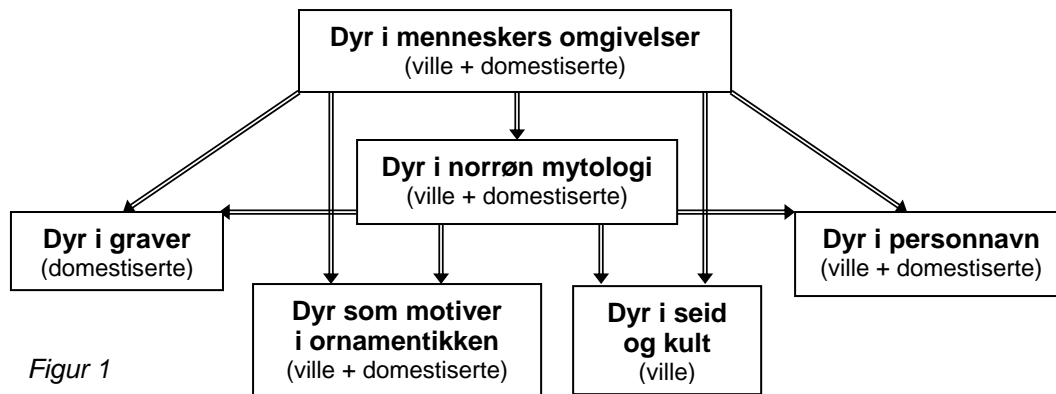 Dyr i menneskers omgivelser
(ville + domestiserte)
Dyr i norrøn mytologi
(ville + domestiserte)
Dyr i graver
(domestiserte)
Dyr i personnavn
(ville + domestiserte)
Dyr som motiver
i ornamentikken
(ville + domestiserte)
Dyr i seid
og kult
(ville)
Figur 1